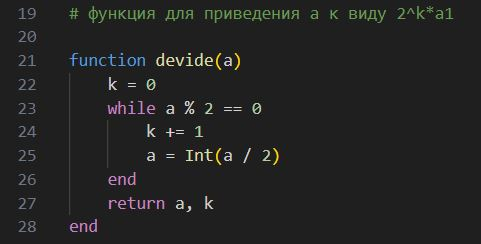 19 # функция для приведения a к виду 2^k*a1
20
21 function devide(a)
22     k = 0
23     while a % 2 == 0
24         k += 1
25         a = Int(a / 2)
26     end
27     return a, k
28 end